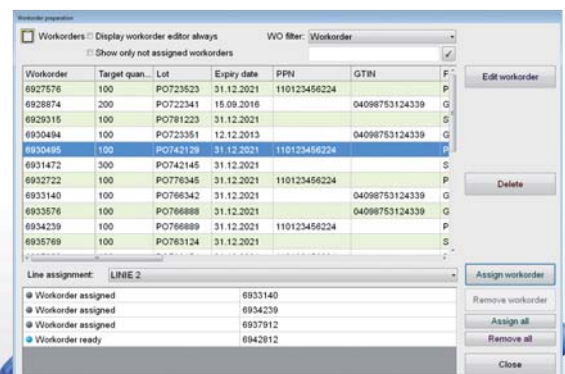 Workorder preparation
Workorders Display workorder editor always WO filter: Workorder
Show only not assigned workorders
Workorder Target quan... Lot Expiry date PPN GTIN F
6927576 100 PO723523 31.12.2021 110123456224 P
6928874 200 PO722341 15.09.2016 04098753124339 G
6929315 100 PO781223 31.12.2021 S
6930494 100 PO723351 12.12.2013 04098753124339 G
6930495 100 PO742129 31.12.2021 110123456224 P
6931472 300 PO742145 31.12.2021 S
6932722 100 PO776345 31.12.2021 110123456224 P
6933140 100 PO766342 31.12.2021 04098753124339 G
6933576 100 PO766888 31.12.2021 04098753124339 G
6934239 100 PO766889 31.12.2021 110123456224 P
6935769 100 PO763124 31.12.2021 S
Edit workorder
Delete
Line assignment: LINIE 2
Workorder assigned 6933140
Workorder assigned 6934239
Workorder assigned 6937912
Workorder ready 6942812
Assign workorder
Remove workorder
Assign all
Remove all
Close